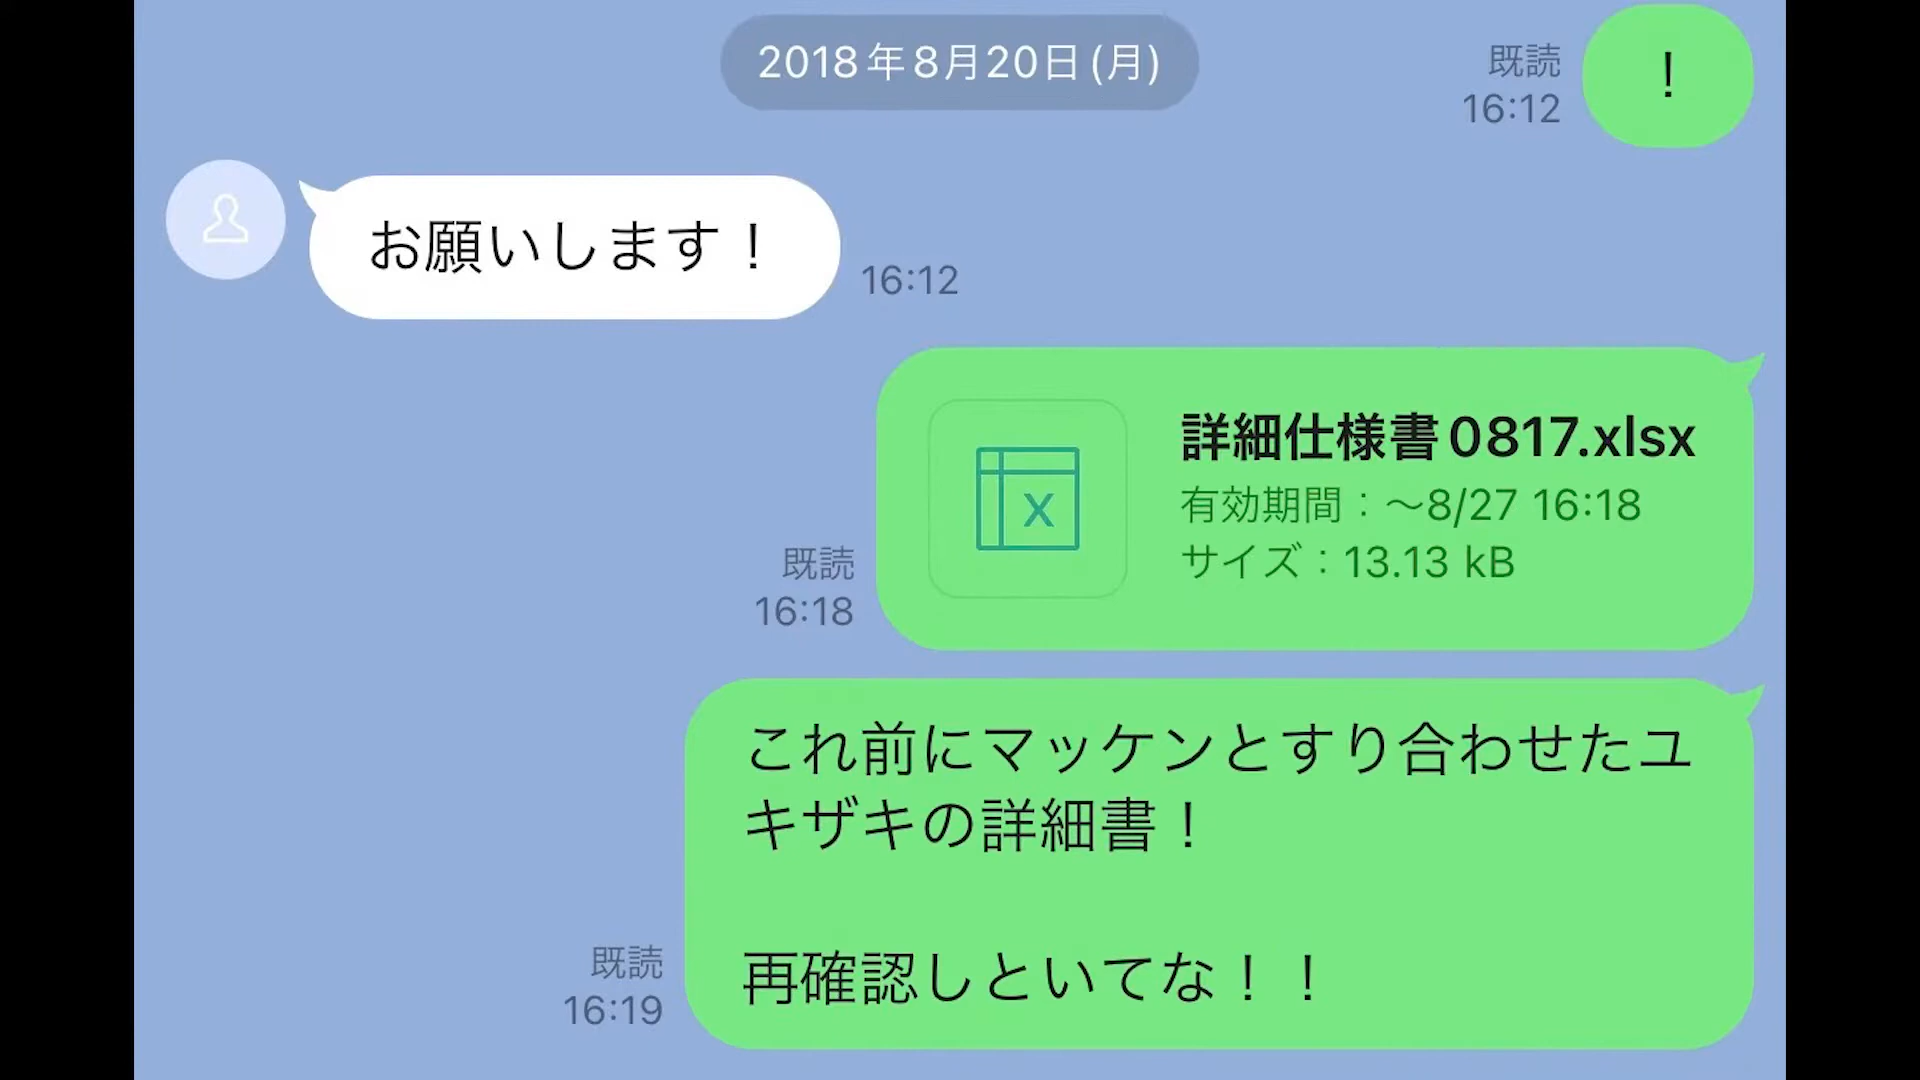 2018年8月20日(月)
！
既読
16:12
お願いします！
16:12
詳細仕様書0817.xlsx
有効期間：～8/27 16:18
サイズ：13.13 kB
既読
16:18
これ前にマッケンとすり合わせたユ
キザキの詳細書！
再確認しといてな！！
既読
16:19